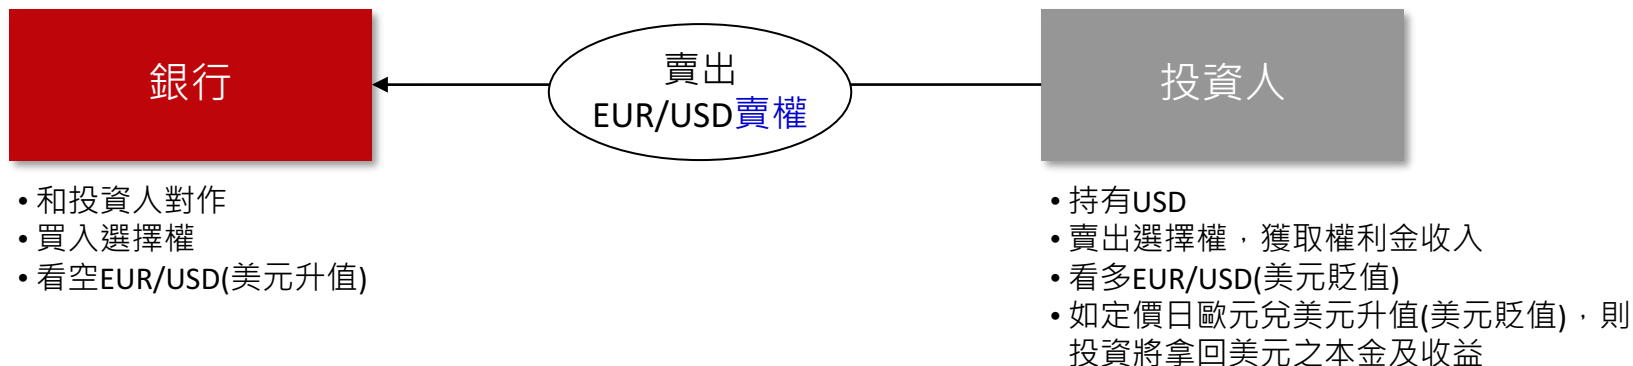 銀行
賣出
EUR/USD賣權
投資人
• 和投資人對作
• 買入選擇權
• 看空EUR/USD(美元升值)
• 持有USD
• 賣出選擇權，獲取權利金收入
• 看多EUR/USD(美元貶值)
• 如定價日歐元兌美元升值(美元貶值)，則
投資將拿回美元之本金及收益